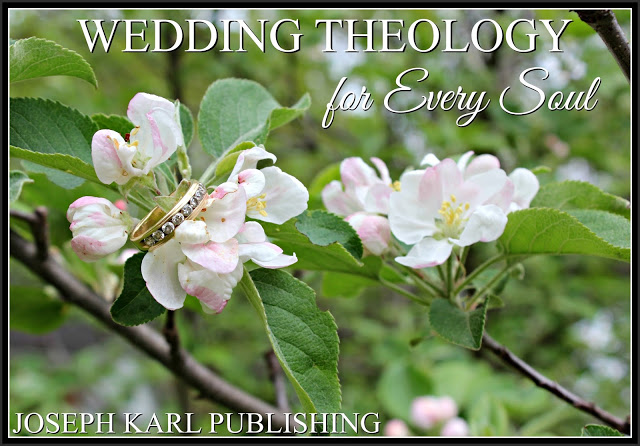 WEDDING THEOLOGY
for Every Soul
JOSEPH KARL PUBLISHING